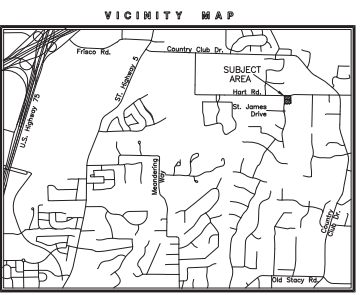 VICINITY MAP
Frisco Rd.
Country Club Dr.
ST. Highway 5
SUBJECT
AREA
Hart Rd.
St. James
Drive
U.S. Highway 75
Meandering
Way
Country
Club Dr.
Old Stacy Rd.